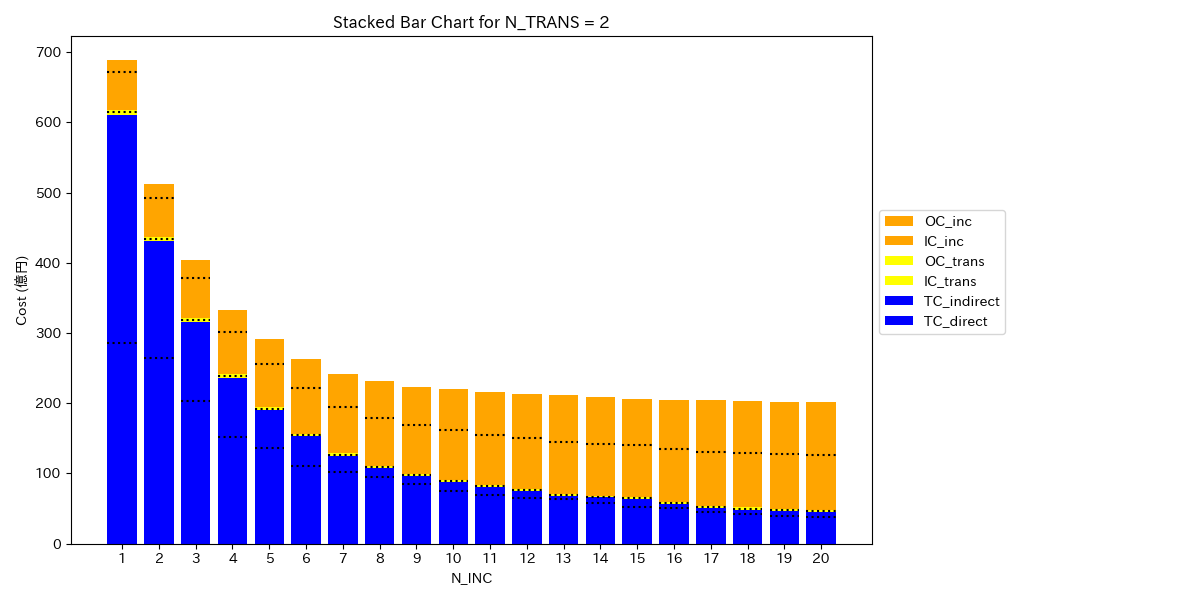 Stacked Bar Chart for N_TRANS = 2
Cost (億円)
700
600
500
400
300
200
100
0
1 2 3 4 5 6 7 8 9 10 11 12 13 14 15 16 17 18 19 20
N_INC
OC_inc
IC_inc
OC_trans
IC_trans
TC_indirect
TC_direct